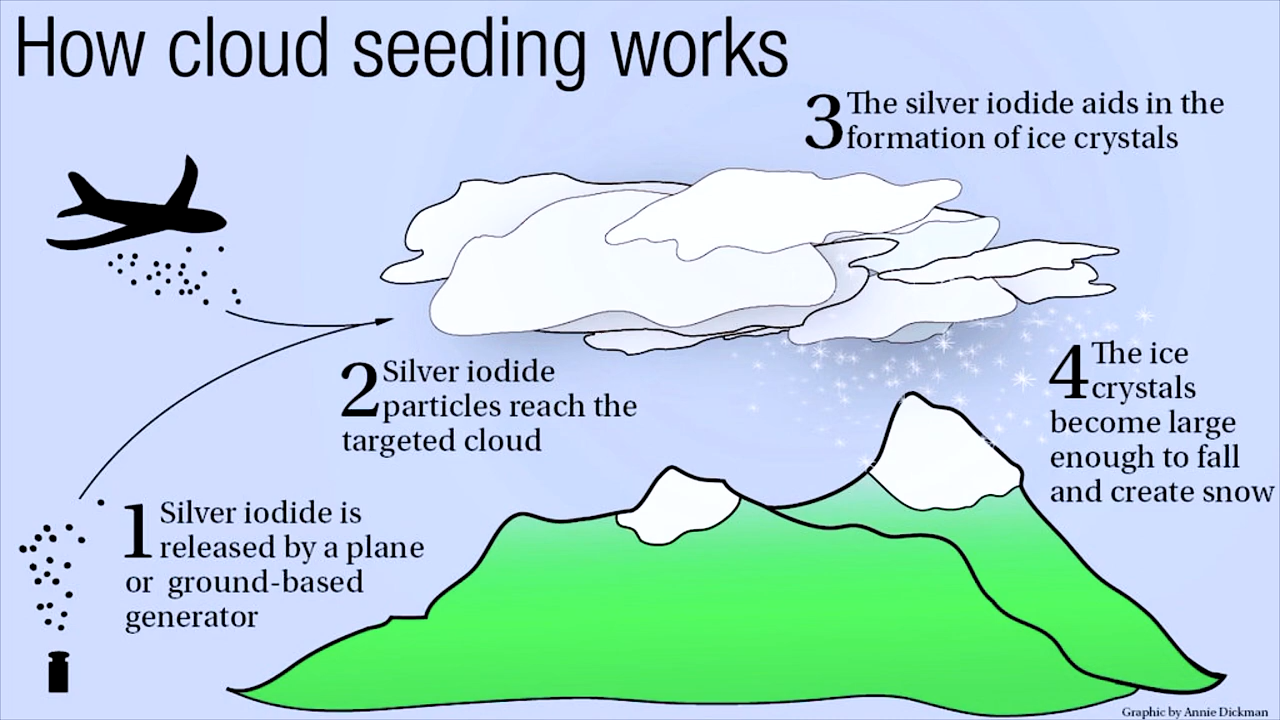 How cloud seeding works
3 The silver iodide aids in the
formation of ice crystals
2 Silver iodide
particles reach the
targeted cloud
4 The ice
crystals
become large
enough to fall
and create snow
1 Silver iodide is
released by a plane
or ground-based
generator
Graphic by Annie Dickman